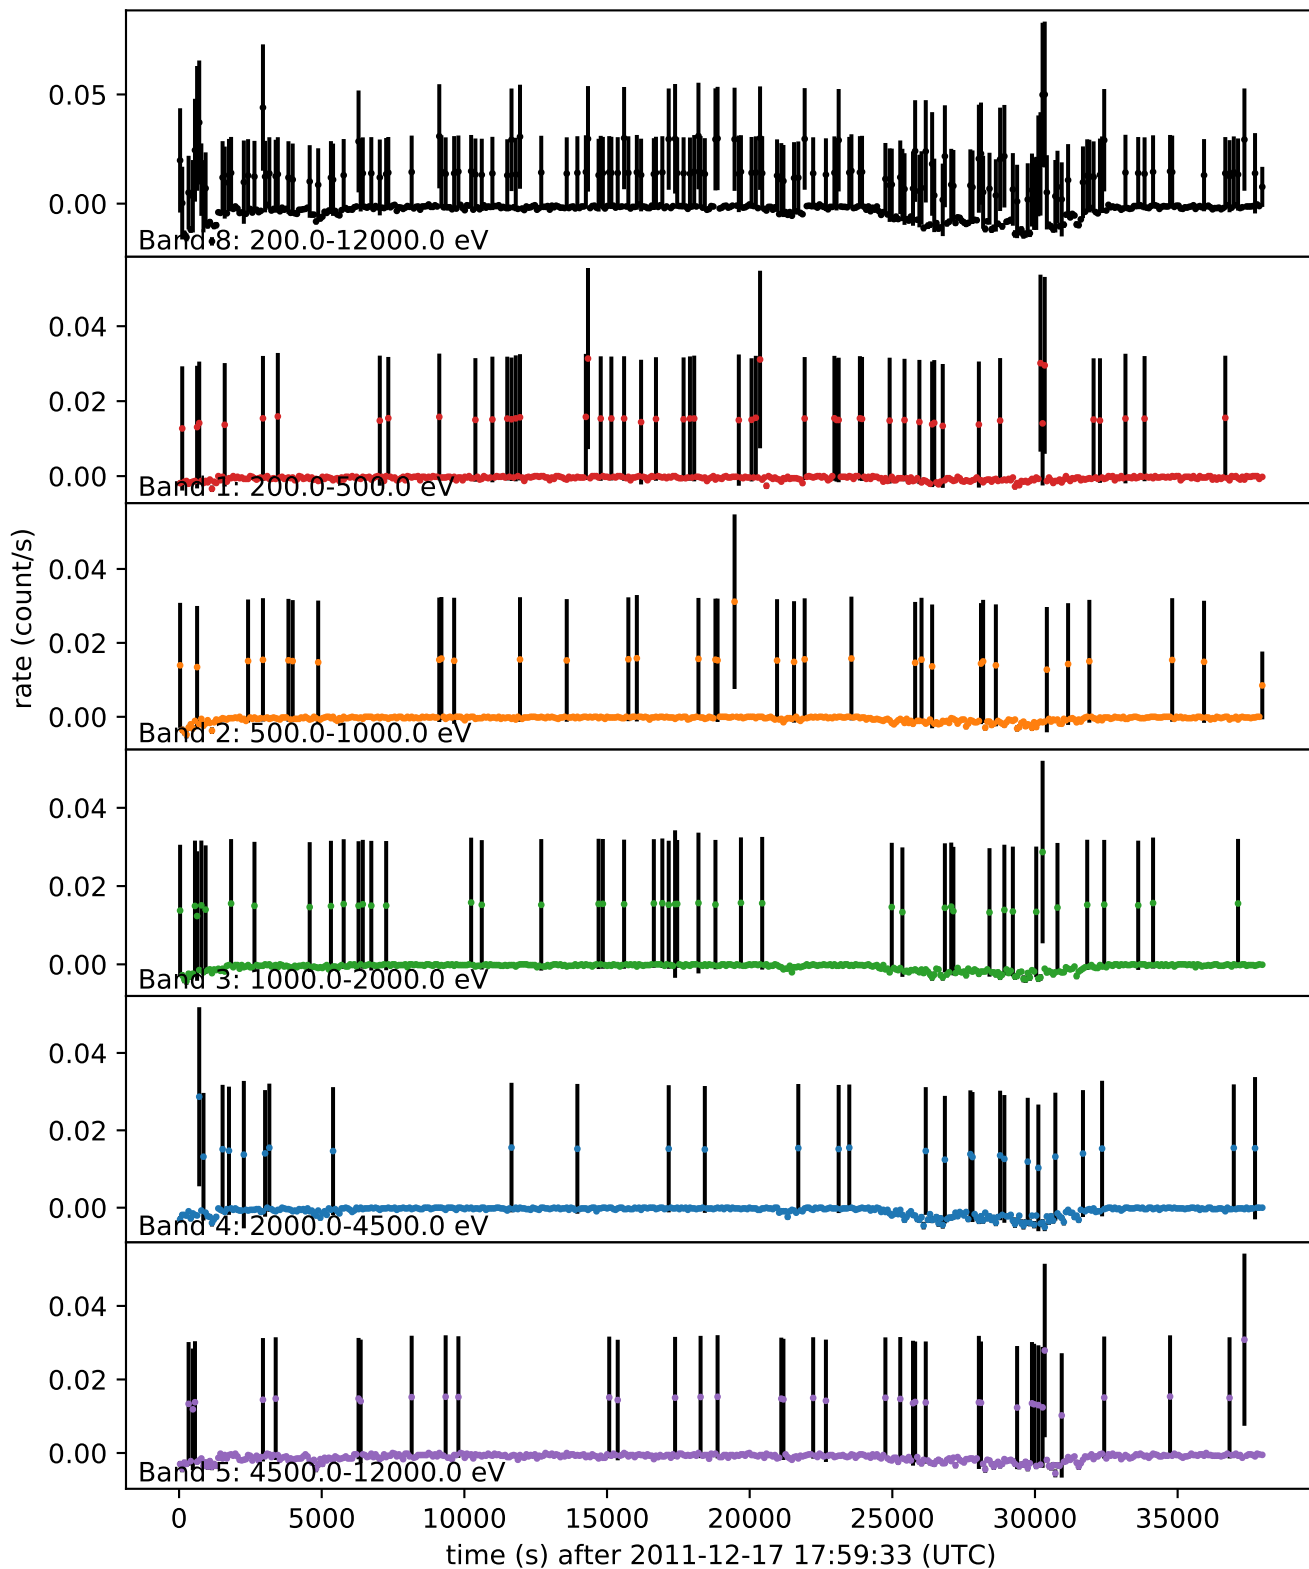 0.05
0.00
Band 8: 200.0-12000.0 eV
0.04
0.02
0.00
Band 1: 200.0-500.0 eV
rate (count/s)
0.04
0.02
0.00
Band 2: 500.0-1000.0 eV
0.04
0.02
0.00
Band 3: 1000.0-2000.0 eV
0.04
0.02
0.00
Band 4: 2000.0-4500.0 eV
0.04
0.02
0.00
Band 5: 4500.0-12000.0 eV
0 5000 10000 15000 20000 25000 30000 35000
time (s) after 2011-12-17 17:59:33 (UTC)